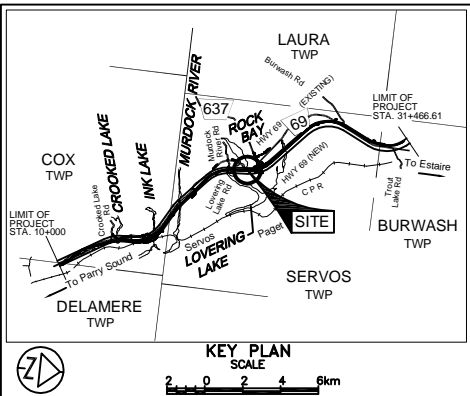 LAURA
TWP
Burwash Rd
LIMIT OF
PROJECT
STA. 31+466.61
MURDOCK RIVER
637
Murdock
River Rd
ROCK
BAY
HWY 69 (EXISTING)
69
COX
TWP
CROOKED LAKE
Crooked Lake
Rd
INK LAKE
Lovering
Lake Rd
HWY 69 (NEW)
To Estaire
C P R
Trout
Lake Rd
LIMIT OF
PROJECT
STA. 10+000
SITE
BURWASH
TWP
To Parry Sound
Servos
LOVERING
LAKE
Paget
SERVOS
TWP
DELAMERE
TWP
Z
KEY PLAN
SCALE
2 0 2 4 6km